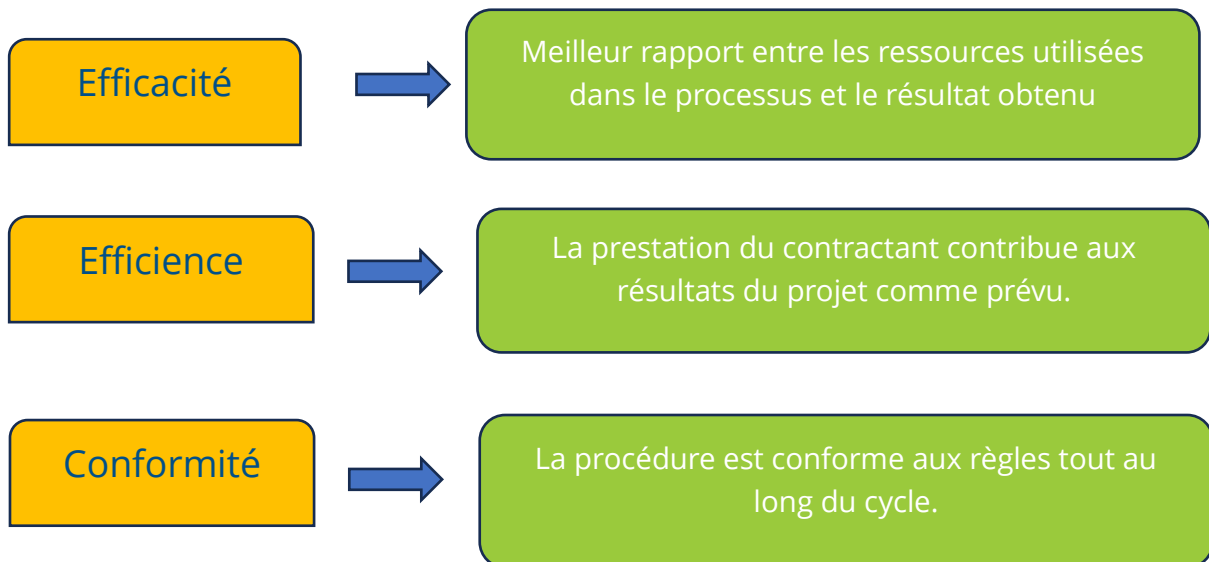 Efficacité
Meilleur rapport entre les ressources utilisées
dans le processus et le résultat obtenu
Efficience
La prestation du contractant contribue aux
résultats du projet comme prévu.
Conformité
La procédure est conforme aux règles tout au
long du cycle.